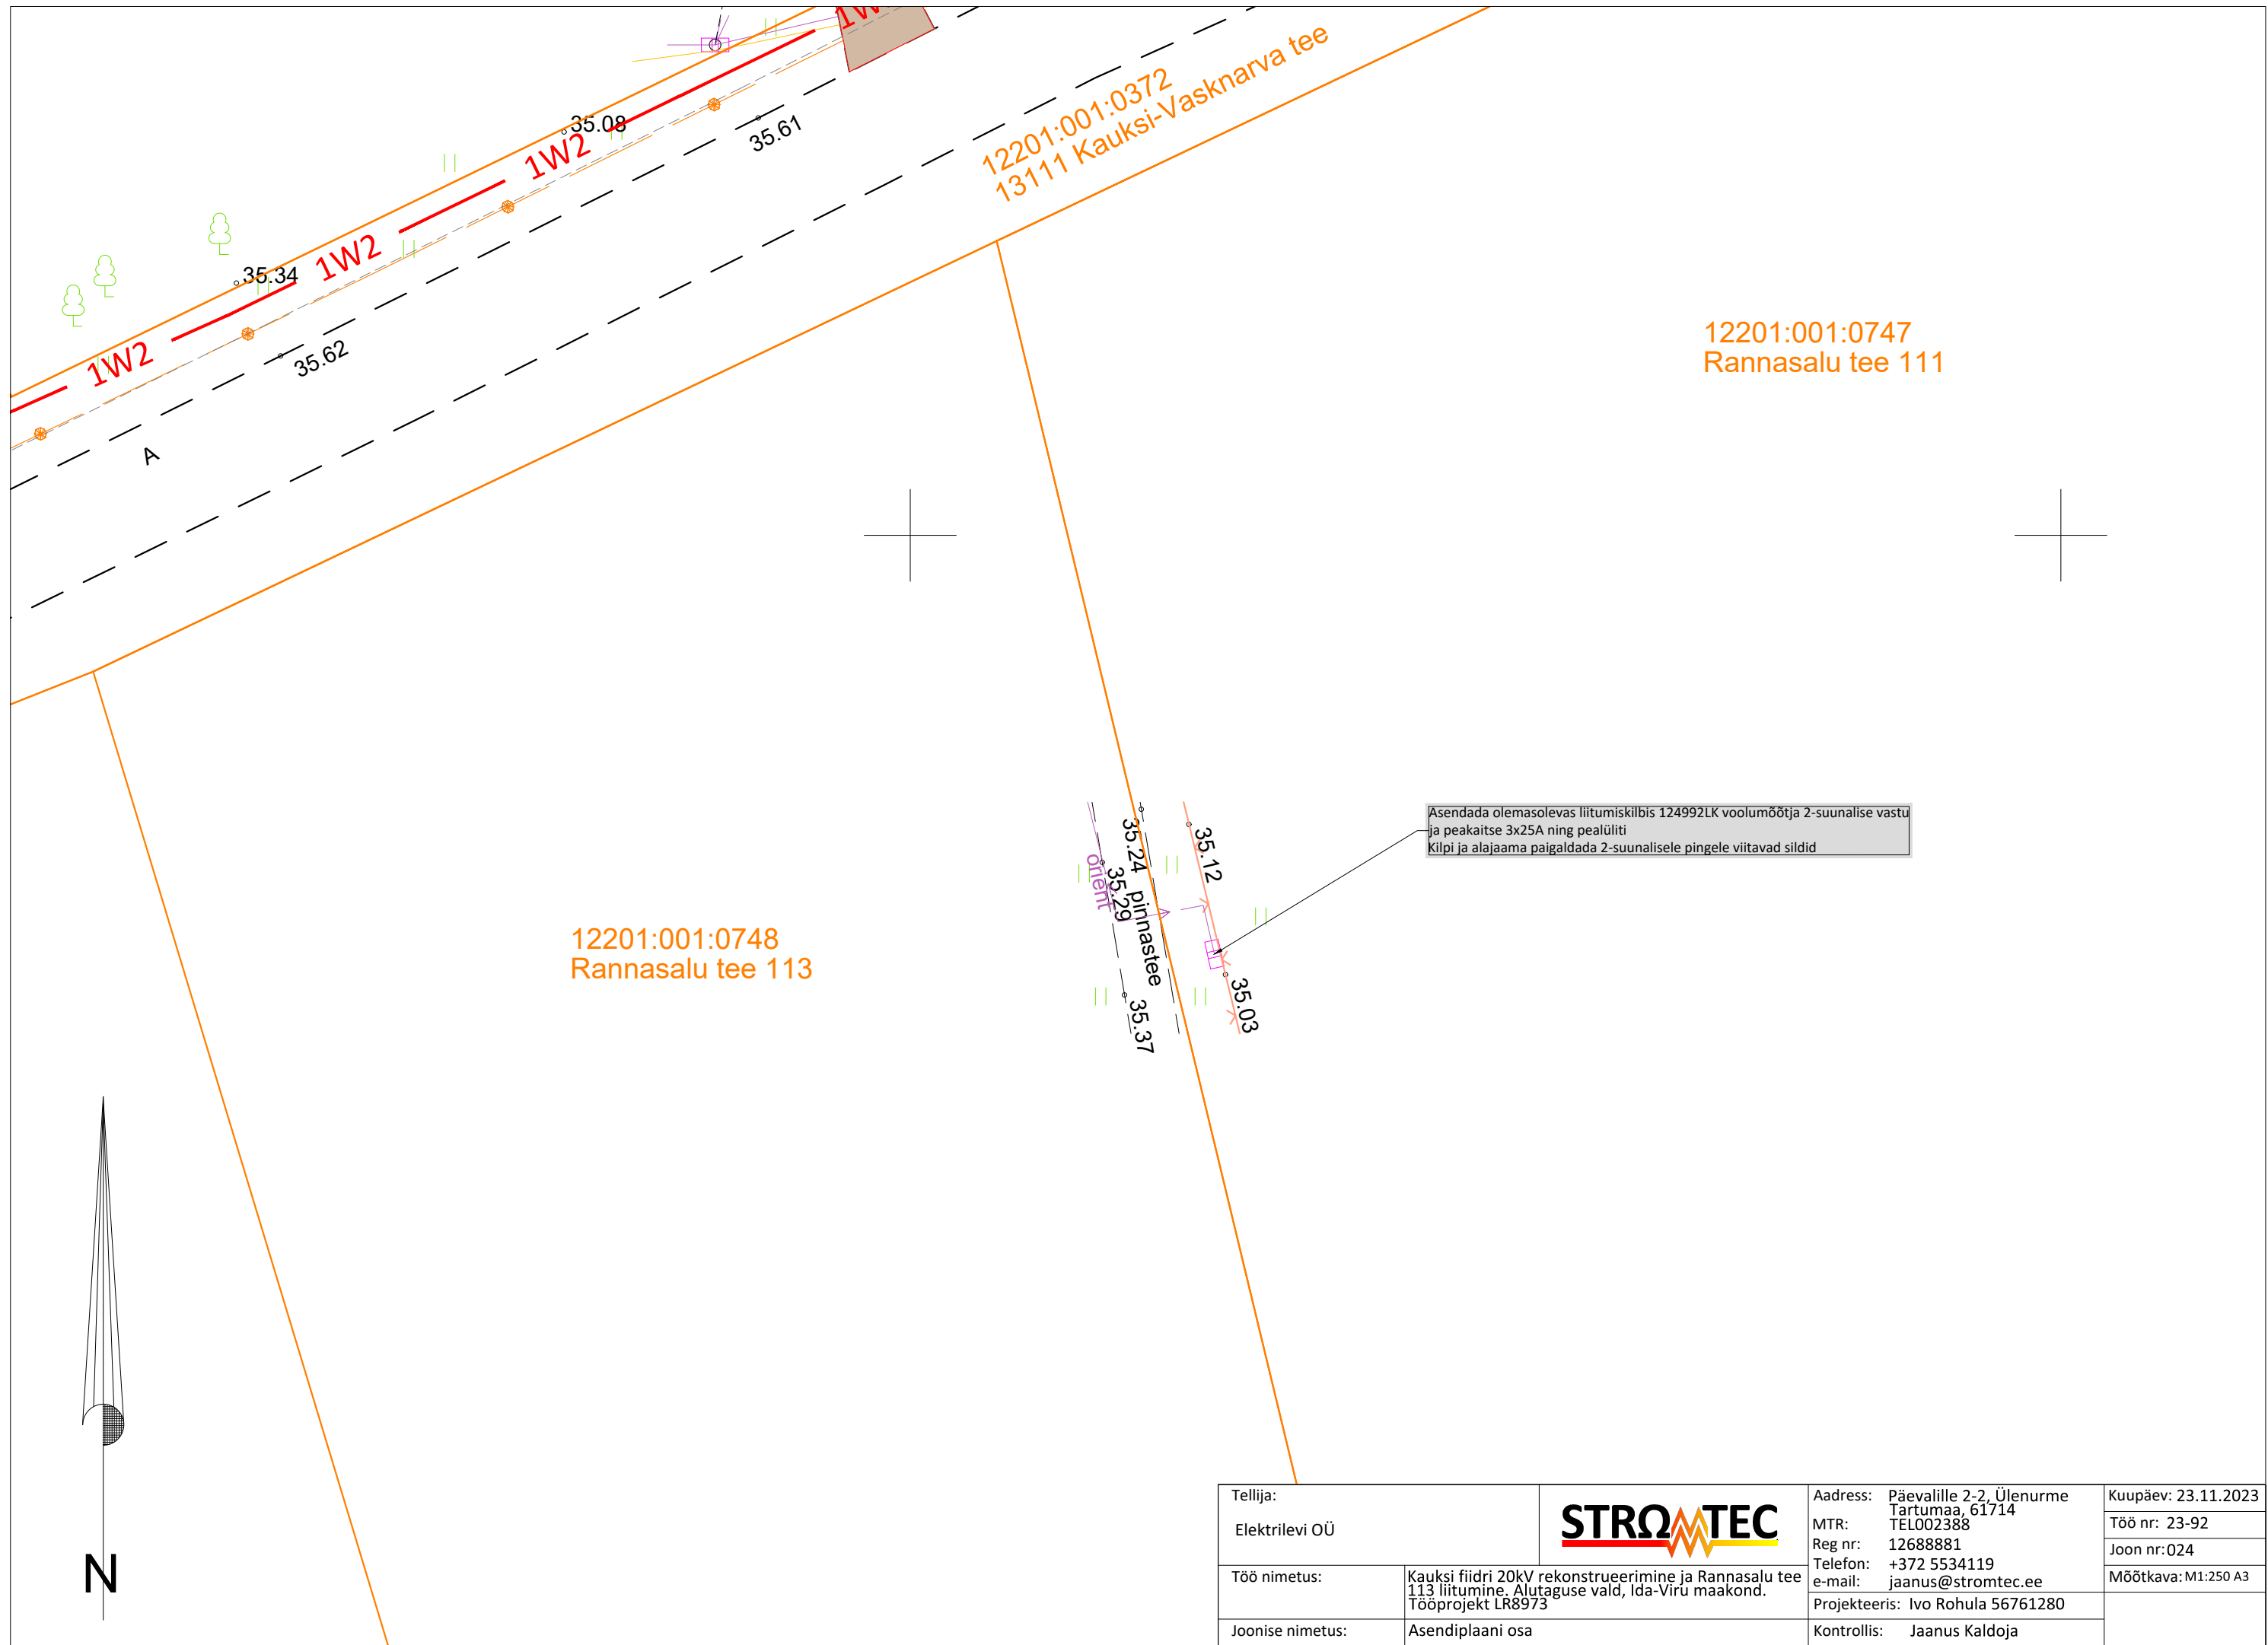 1W
35.08
1W2
35.61
12201:001:0372
13111 Kauksi-Vasknarva tee
35.34
1W2
1W2
35.62
A
12201:001:0747
Rannasalu tee 111
Asendada olemasolevas liitumiskilbis 124992LK voolumõõtja 2-suunalise vastu
ja peakaitse 3x25A ning pealüliti
Kilpi ja alajaama paigaldada 2-suunalisele pingele viitavad sildid
35.24
pinnastee
35.12
orient
35.29
35.37
35.03
12201:001:0748
Rannasalu tee 113
N
Tellija:
Elektrilevi OÜ
STROMTEC
Aadress: Päevalille 2-2, Ülenurme
Tartumaa, 61714
MTR: TEL002388
Reg nr: 12688881
Telefon: +372 5534119
e-mail: jaanus@stromtec.ee
Kuupäev: 23.11.2023
Töö nr: 23-92
Joon nr: 024
Mõõtkava: M1:250 A3
Töö nimetus:
Kauksi fiidri 20kV rekonstrueerimine ja Rannasalu tee
113 liitumine. Alutaguse vald, Ida-Viru maakond.
Tööprojekt LR8973
Projekteeris: Ivo Rohula 56761280
Joonise nimetus: Asendiplaani osa
Kontrollis: Jaanus Kaldoja